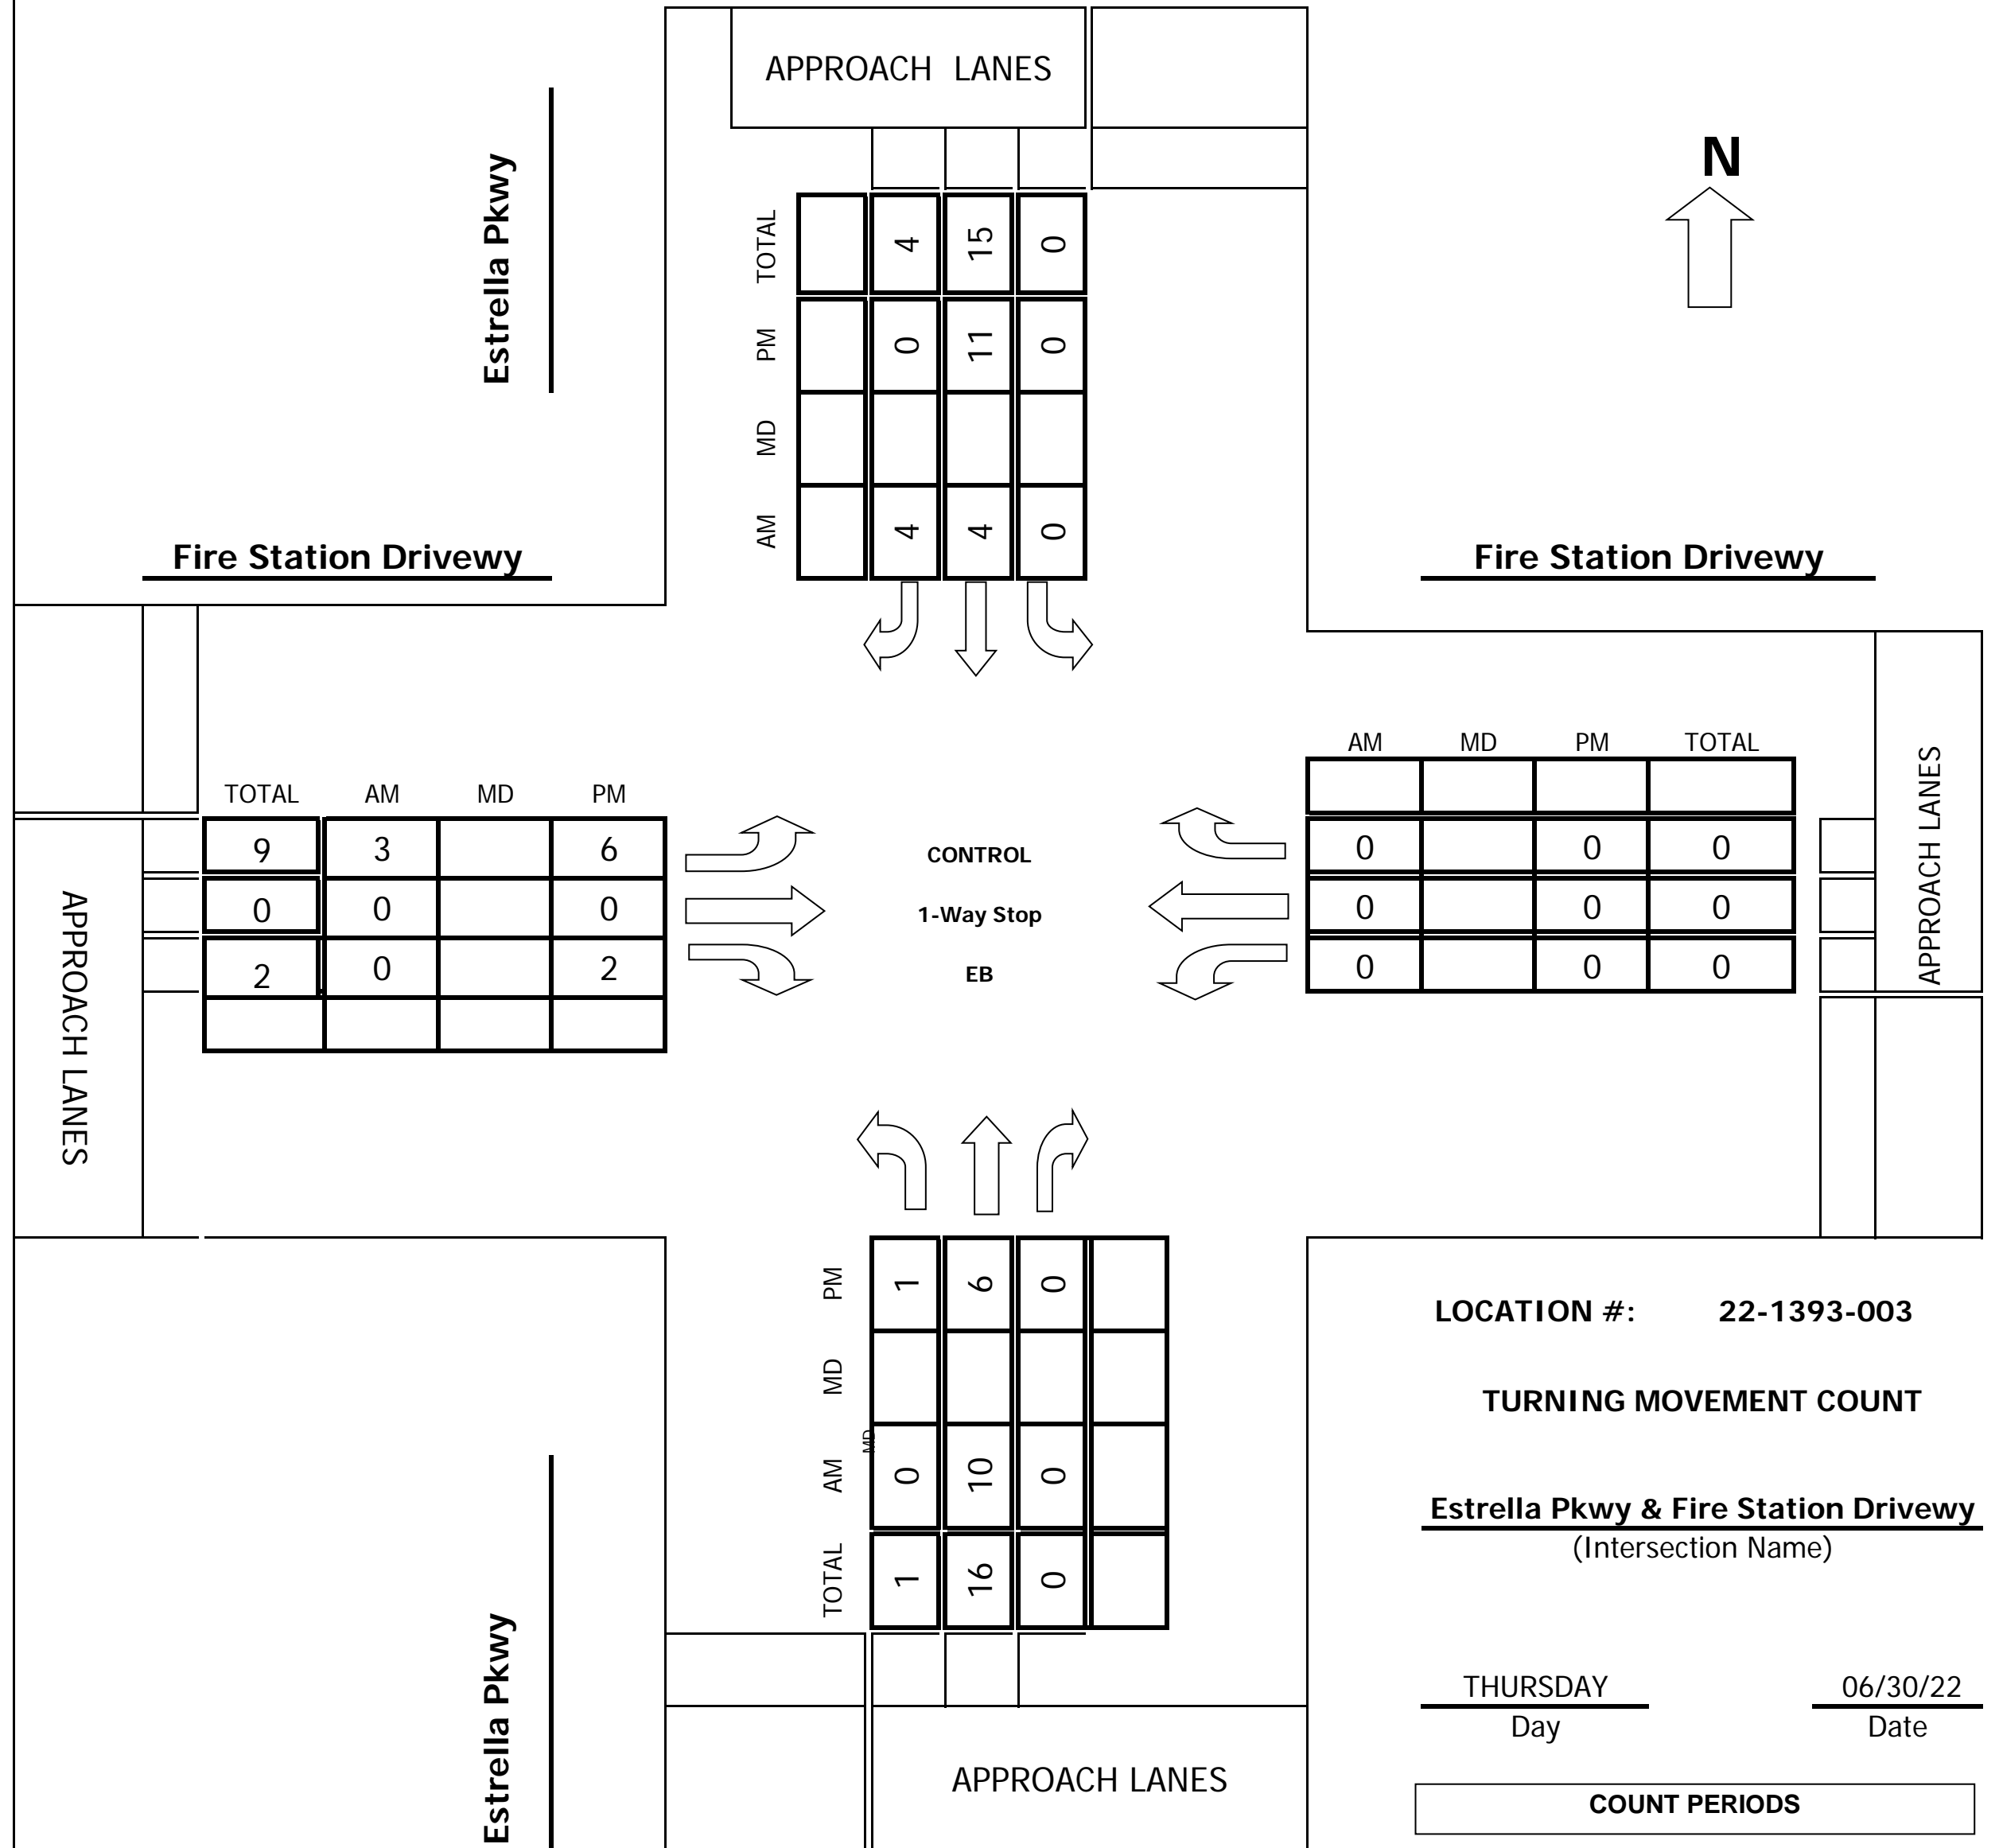 APPROACH LANES
N
Estrella Pkwy
TOTAL 4 15 0
PM 0 11 0
MD
AM 4 4 0
Fire Station Drivewy
Fire Station Drivewy
AM MD PM TOTAL
TOTAL AM MD PM
9 3 6
CONTROL
0 0 0
0 0 0
1-Way Stop
0 0 0
2 0 2
EB
0 0 0
APPROACH LANES
APPROACH LANES
PM 1 6 0
MD
MD
AM 0 10 0
TOTAL 1 16 0
LOCATION #: 22-1393-003
TURNING MOVEMENT COUNT
Estrella Pkwy & Fire Station Drivewy
(Intersection Name)
Estrella Pkwy
THURSDAY 06/30/22
Day Date
APPROACH LANES
COUNT PERIODS